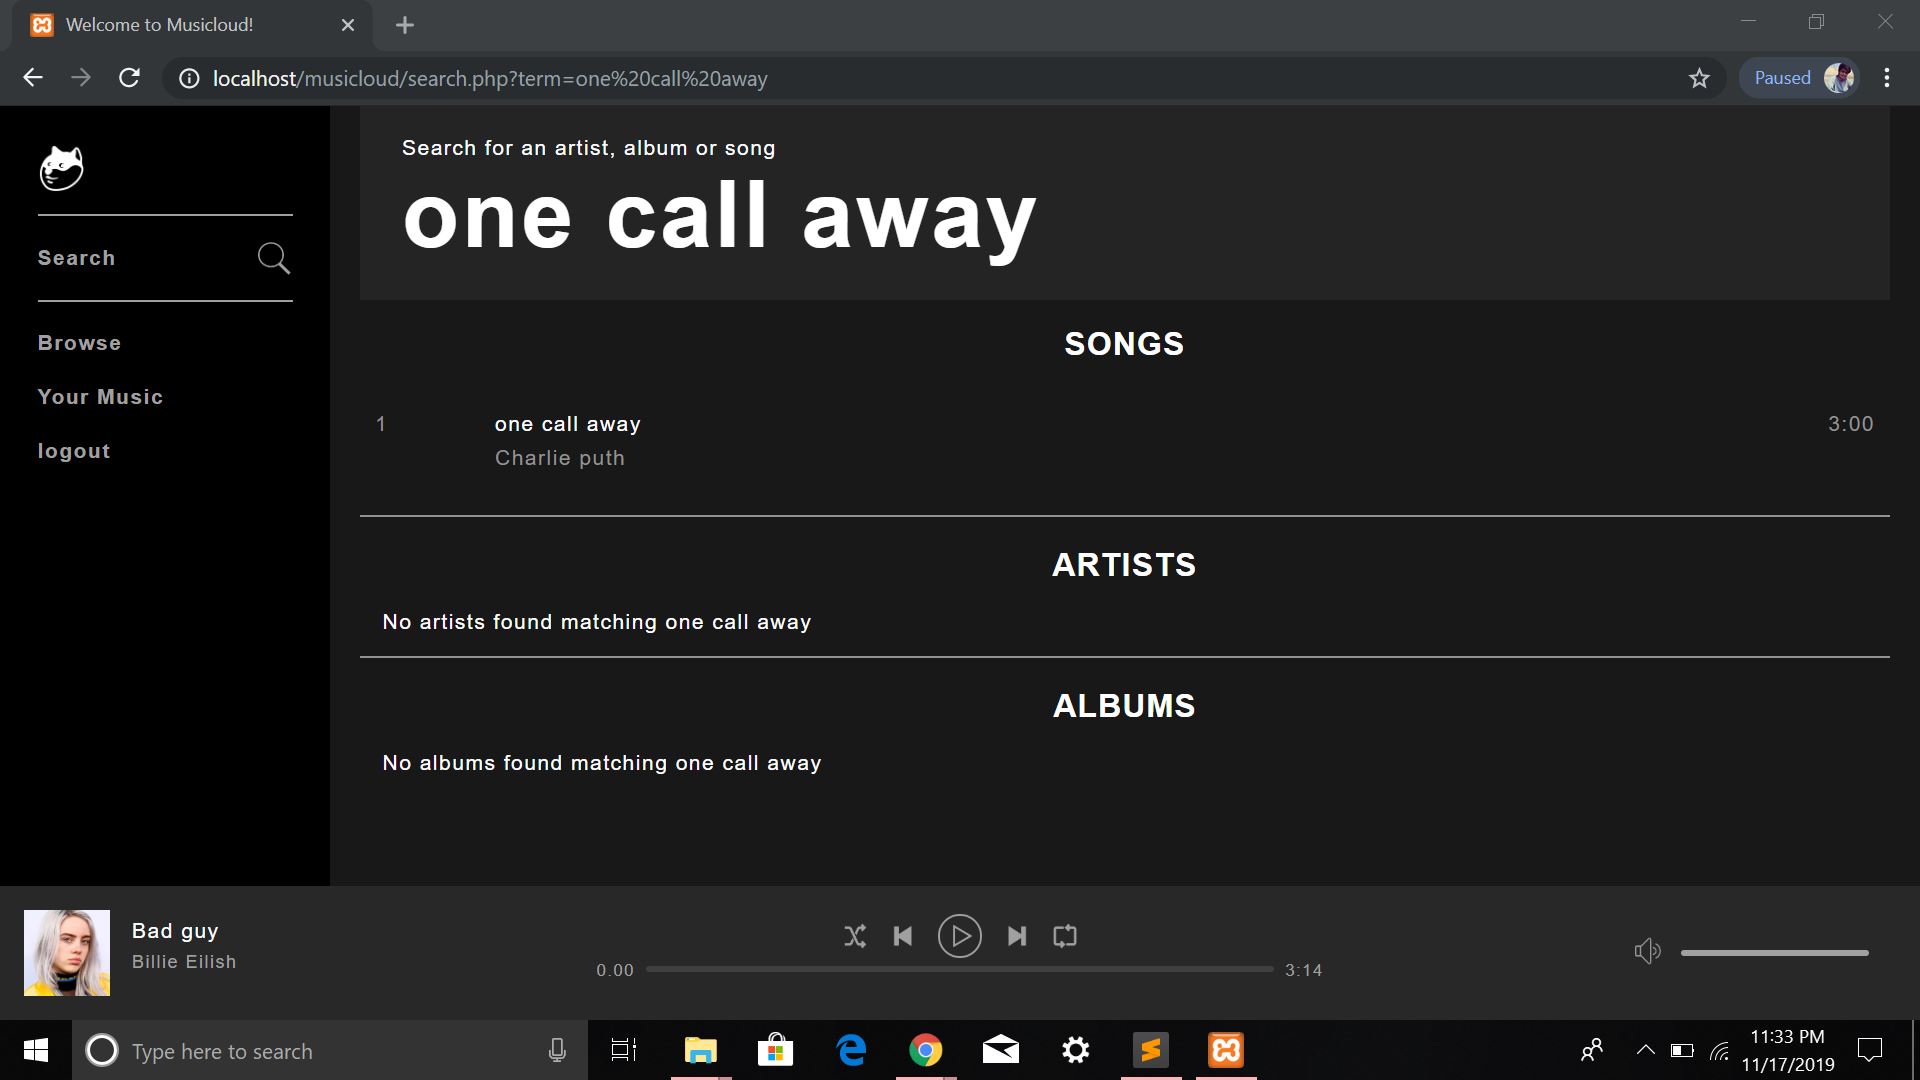 Welcome to Musicloud!
localhost/musicloud/search.php?term=one%20call%20away
Paused
Search for an artist, album or song
one call away
Search
Browse
Your Music
logout
SONGS
1 one call away 3:00
Charlie puth
ARTISTS
No artists found matching one call away
ALBUMS
No albums found matching one call away
Bad guy
Billie Eilish
0.00 3:14
Type here to search
11:33 PM
11/17/2019